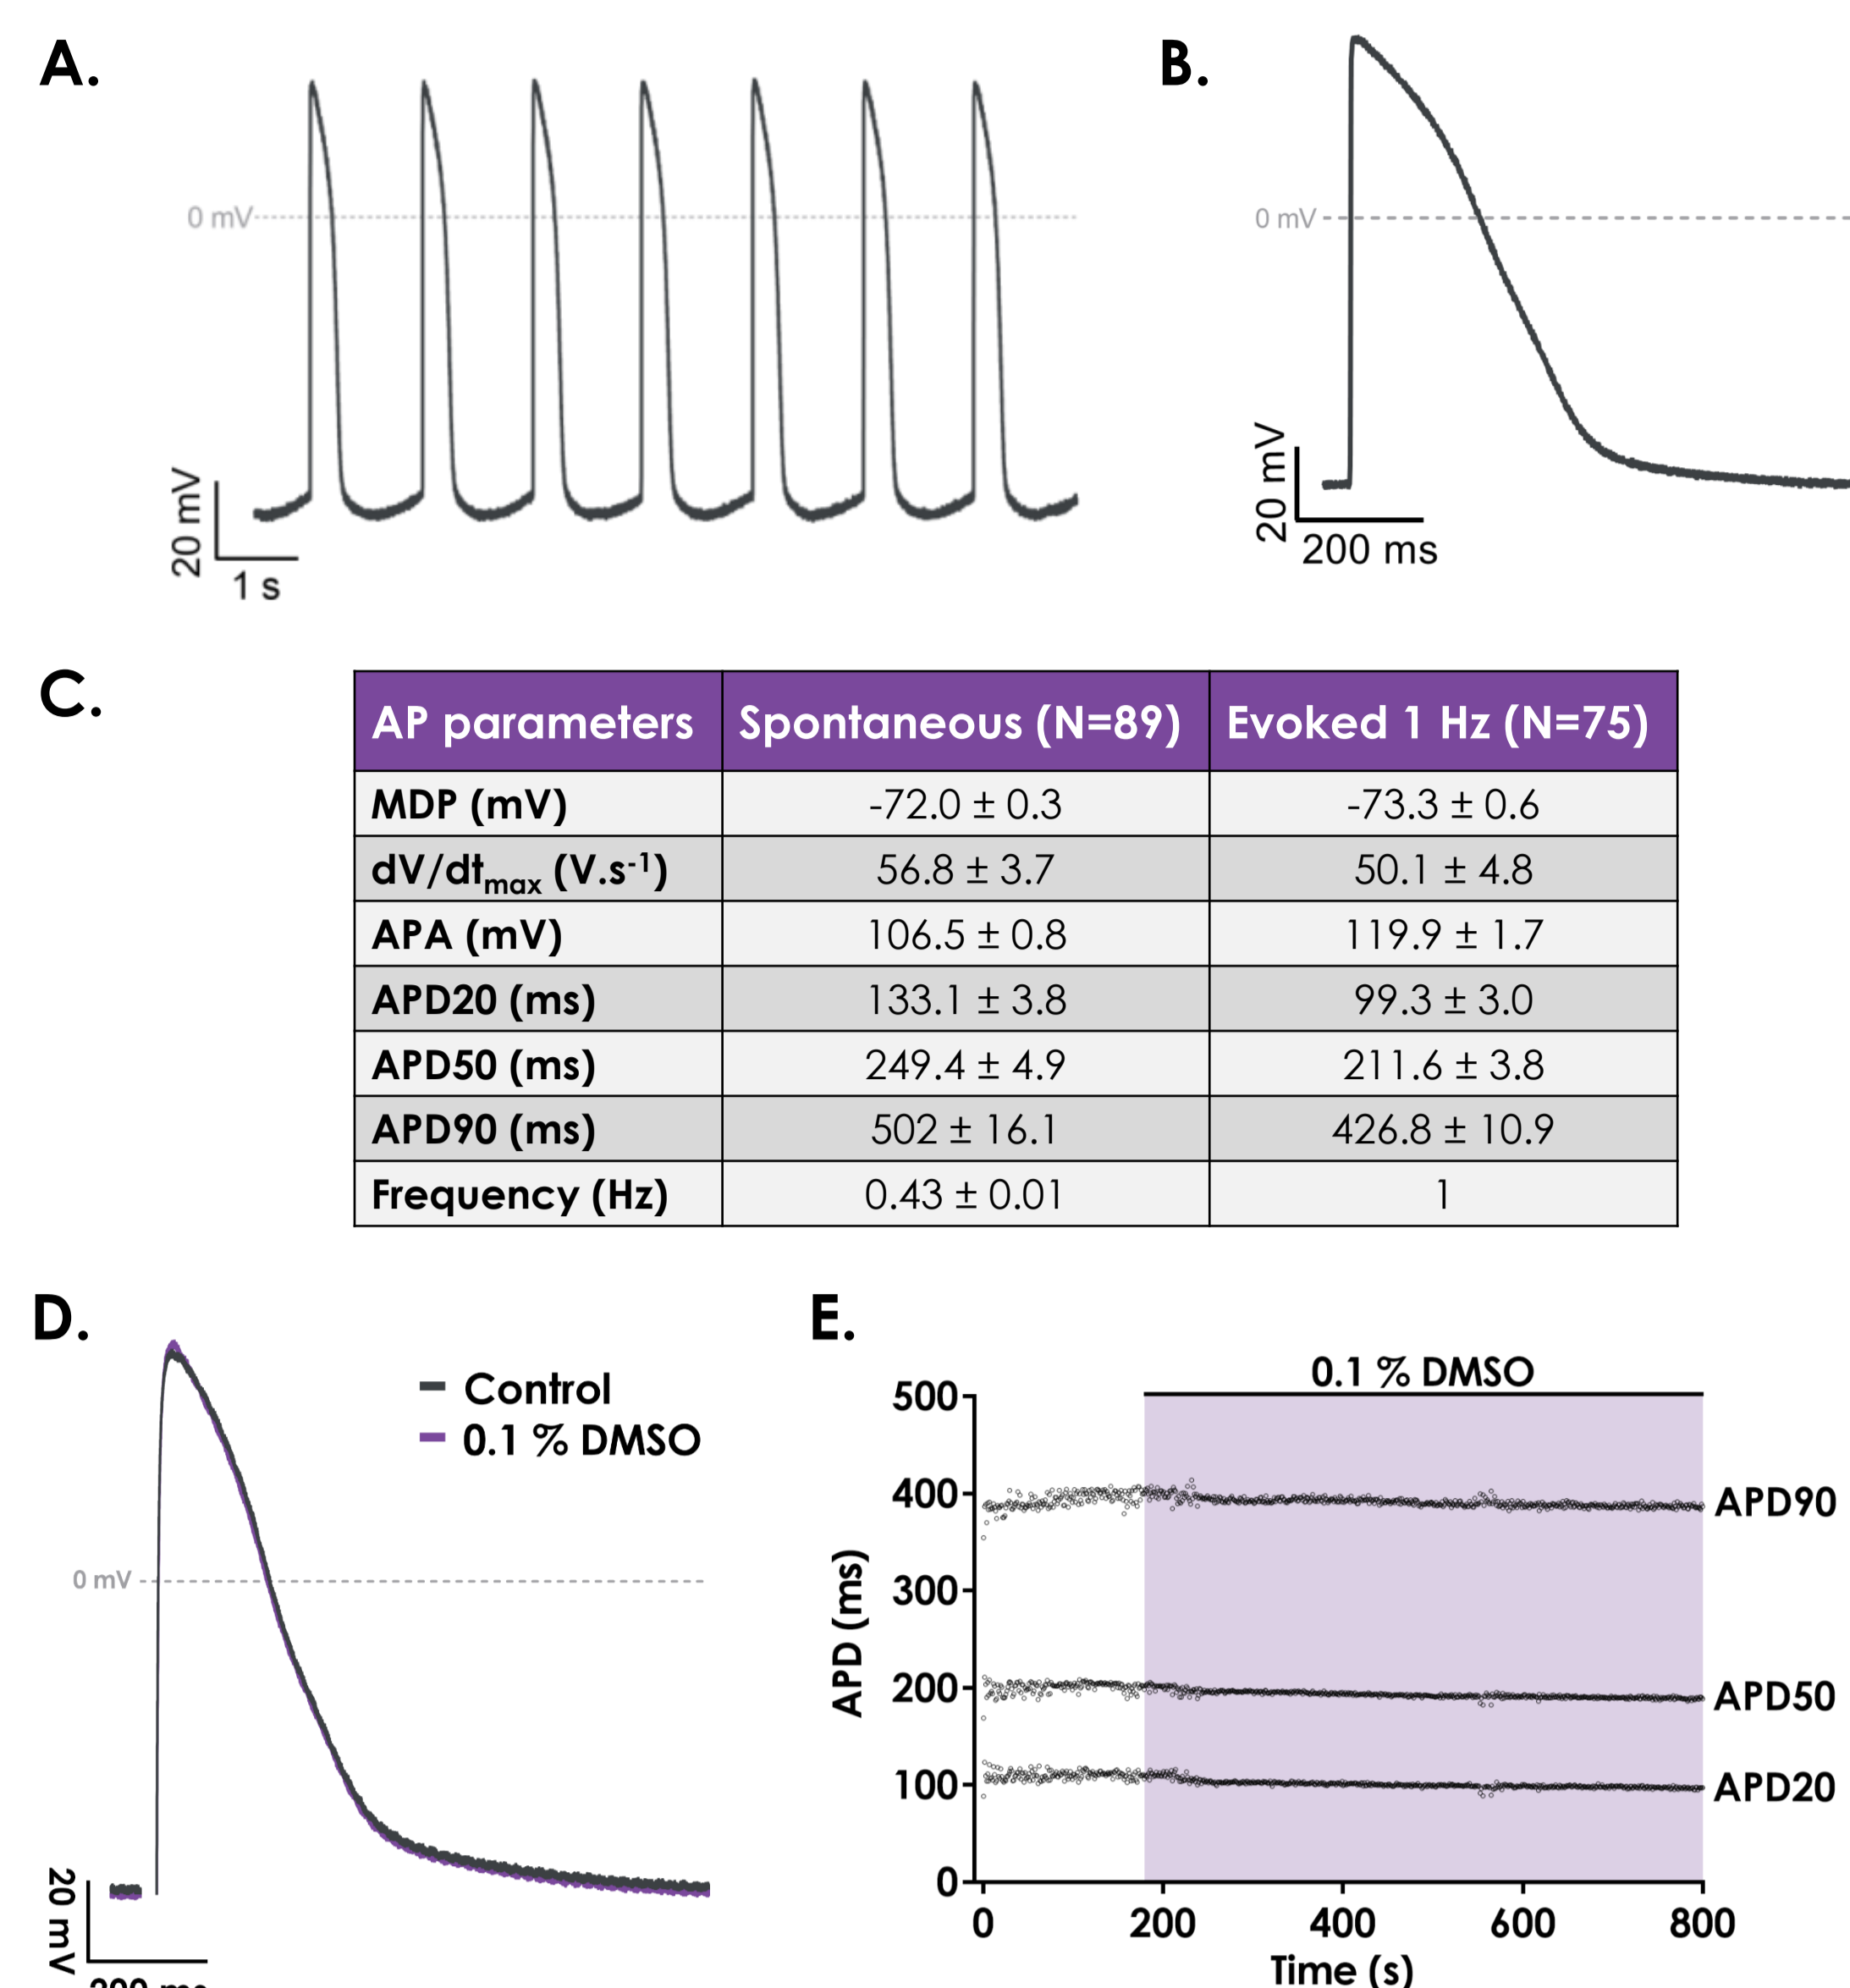 A.
0 mV
20 mV
1 s
B.
0 mV
20 mV
200 ms
C.
AP parameters Spontaneous (N=89) Evoked 1 Hz (N=75)
MDP (mV) -72.0 ± 0.3 -73.3 ± 0.6
dV/dtmax (V.s-1) 56.8 ± 3.7 50.1 ± 4.8
APA (mV) 106.5 ± 0.8 119.9 ± 1.7
APD20 (ms) 133.1 ± 3.8 99.3 ± 3.0
APD50 (ms) 249.4 ± 4.9 211.6 ± 3.8
APD90 (ms) 502 ± 16.1 426.8 ± 10.9
Frequency (Hz) 0.43 ± 0.01 1
D.
Control
0.1 % DMSO
0 mV
20 mV
E.
0.1 % DMSO
500
400
300
200
100
0
APD (ms)
APD90
APD50
APD20
0 200 400 600 800
Time (s)